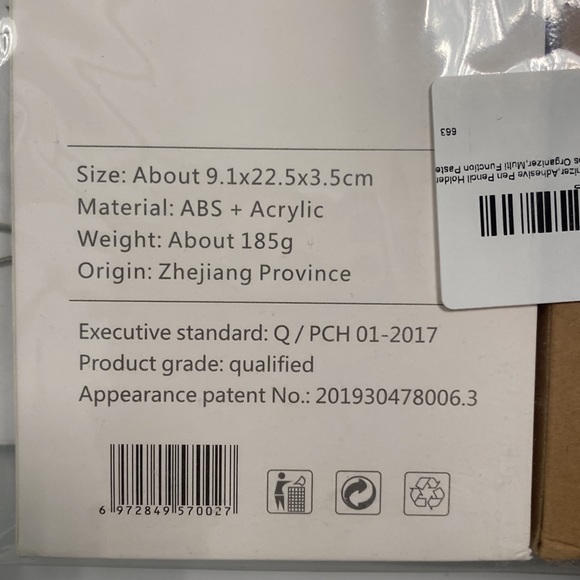 Size: About 9.1x22.5x3.5cm
Material: ABS + Acrylic
Weight: About 185g
Origin: Zhejiang Province
Executive standard: Q / PCH 01-2017
Product grade: qualified
Appearance patent No.: 201930478006.3
6 972849 570027
nizer,Adhesive Pen Pencil Holder
s Organizer,Multi Function Paste
663